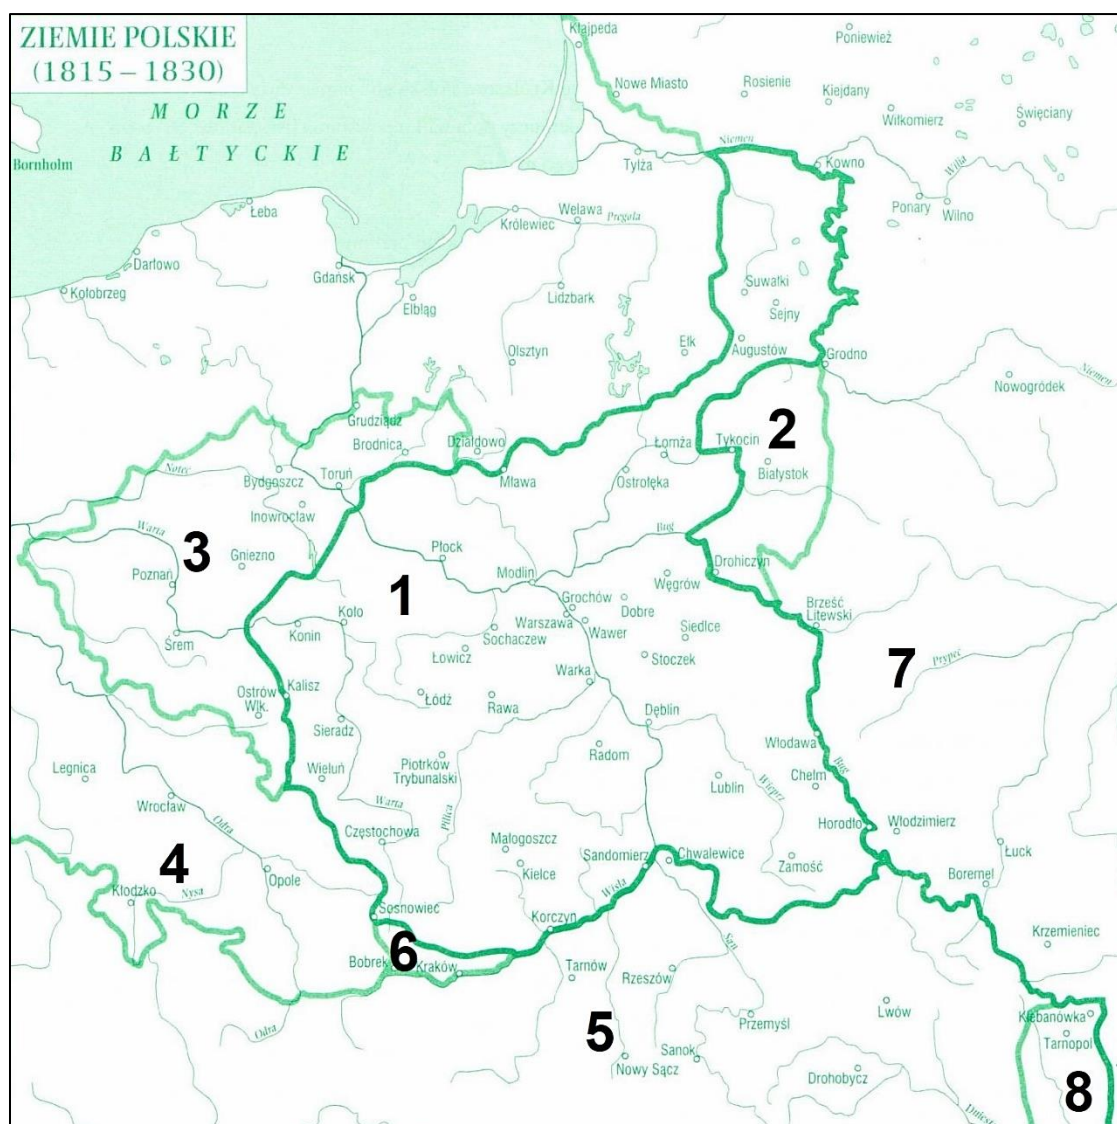 ZIEMIE POLSKIE
(1815 – 1830)
MORZE
BAŁTYCKIE
Bornholm
Kłajpeda
Poniewież
Nowe Miasto
Rosienie
Kiejdany
Wiłkomierz
Święciany
Niemen
Tylża
Kowno
Wilja
Ponary
Wilno
Łeba
Królewiec
Weława
Pregoła
Darłowo
Gdańsk
Kołobrzeg
Elbląg
Lidzbark
Suwałki
Sejny
Ełk
Augustów
Olsztyn
Grodno
Nowogródek
Niemen
Grudziądz
2
Brodnica
Działdowo
Łomża
Tykocin
Białystok
Noteć
Bydgoszcz
Toruń
Mława
Ostrołęka
Inowrocław
Warta
3
Gniezno
Płock
Bug
Poznań
Modlin
Węgrów
Drohiczyn
1
Grochów
Dobre
Warszawa
Wawer
Brześć
Litewski
Śrem
Konin
Koło
Sochaczew
Siedlce
Łowicz
Stoczek
7
Prypeć
Warka
Ostrów
Wlk.
Kalisz
Łódź
Rawa
Sieradz
Dęblin
Włodawa
Radom
Legnica
Wieluń
Piotrków
Trybunalski
Chełm
Bug
Lublin
Wieprz
Wrocław
Odra
Warta
Pilica
Częstochowa
Małogoszcz
Horodło
Włodzimierz
Łuck
4
Sandomierz
Chwalewice
Zamość
Kielce
Opole
Nysa
Wisła
Boremel
Kłodzko
Sosnowiec
Korczyn
6
San
Krzemieniec
Bobrek
Kraków
Tarnów
Rzeszów
Lwów
Klebanówka
Przemyśl
Tarnopol
Odra
5
Nowy Sącz
Sanok
Drohobycz
8
Dniestr